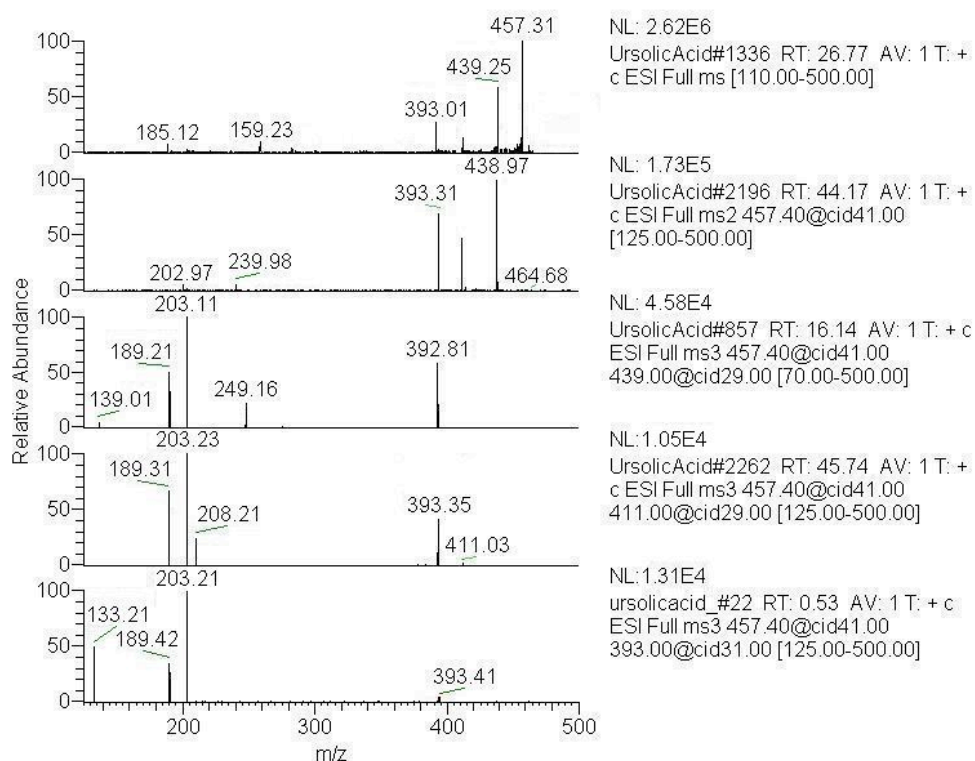 457.31
100
439.25
50
393.01
185.12
159.23
0
NL: 2.62E6
UrsolicAcid#1336 RT: 26.77 AV: 1 T: +
c ESI Full ms [110.00-500.00]
438.97
100
393.31
50
202.97
239.98
464.68
0
NL: 1.73E5
UrsolicAcid#2196 RT: 44.17 AV: 1 T: +
c ESI Full ms2 457.40@cid41.00
[125.00-500.00]
Relative Abundance
203.11
100
189.21
392.81
50
139.01
249.16
0
NL: 4.58E4
UrsolicAcid#857 RT: 16.14 AV: 1 T: + c
ESI Full ms3 457.40@cid41.00
439.00@cid29.00 [70.00-500.00]
203.23
100
189.31
50
208.21
393.35
411.03
0
NL: 1.05E4
UrsolicAcid#2262 RT: 45.74 AV: 1 T: +
c ESI Full ms3 457.40@cid41.00
411.00@cid29.00 [125.00-500.00]
203.21
100
133.21
50
189.42
393.41
0
200
300
400
500
m/z
NL: 1.31E4
ursolicacid_#22 RT: 0.53 AV: 1 T: + c
ESI Full ms3 457.40@cid41.00
393.00@cid31.00 [125.00-500.00]